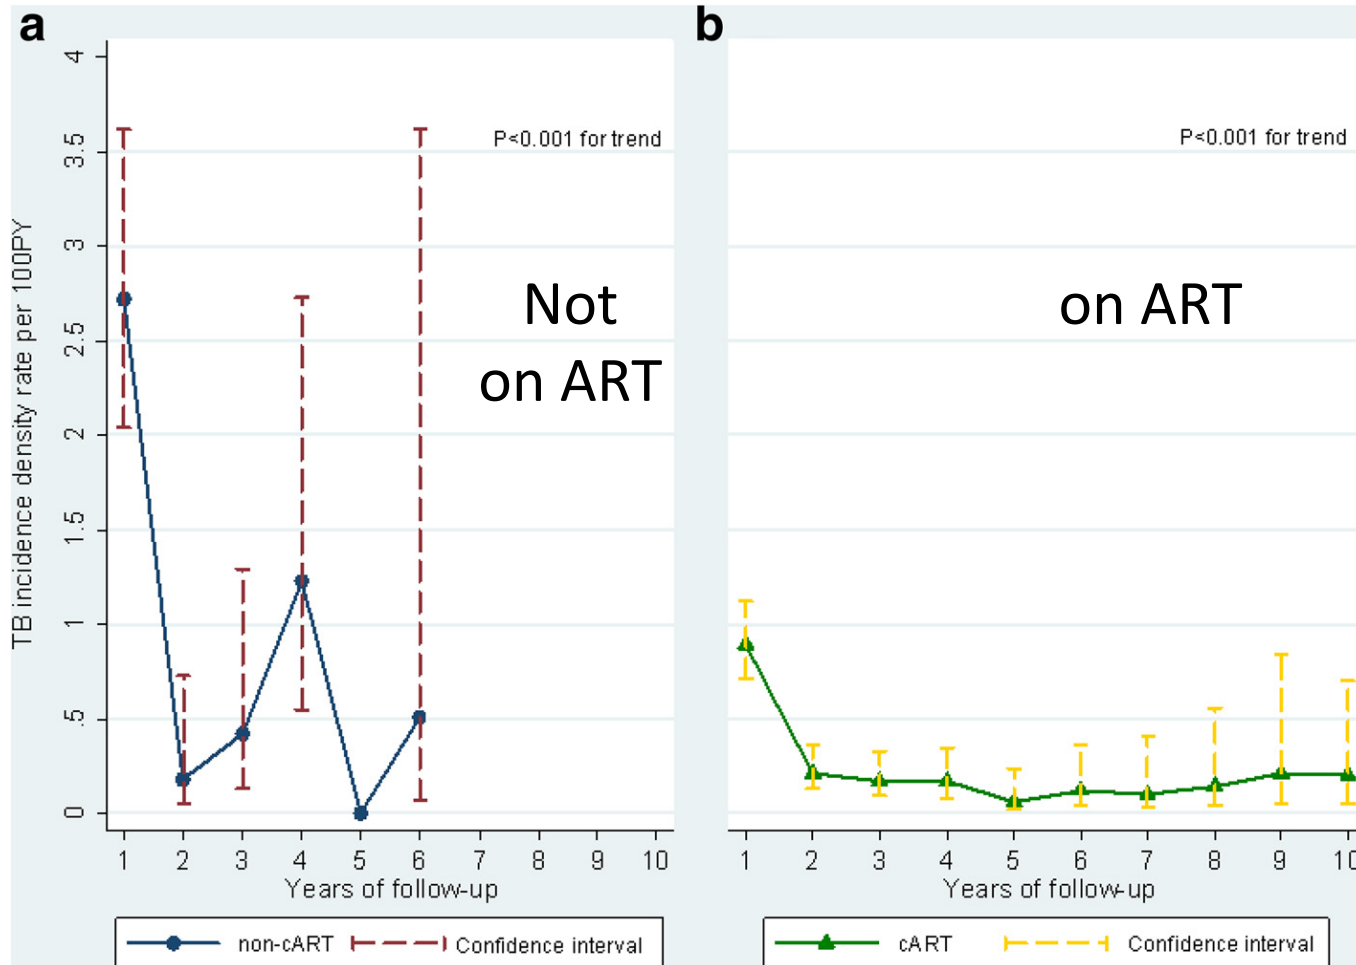 a
b
TB incidence density rate per 100PY
4
3.5
3
2.5
2
1.5
1
.5
0
P<0.001 for trend
Not
on ART
1 2 3 4 5 6 7 8 9 10
Years of follow-up
non-cART Confidence interval
P<0.001 for trend
on ART
1 2 3 4 5 6 7 8 9 10
Years of follow-up
cART Confidence interval